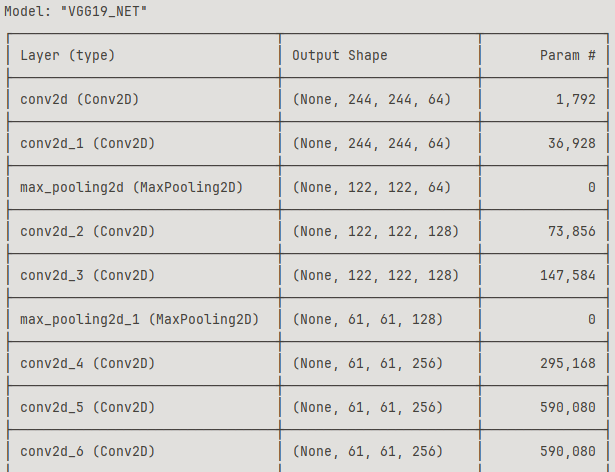 Model: "VGG19_NET"
Layer (type) Output Shape Param #
conv2d (Conv2D) (None, 244, 244, 64) 1,792
conv2d_1 (Conv2D) (None, 244, 244, 64) 36,928
max_pooling2d (MaxPooling2D) (None, 122, 122, 64) 0
conv2d_2 (Conv2D) (None, 122, 122, 128) 73,856
conv2d_3 (Conv2D) (None, 122, 122, 128) 147,584
max_pooling2d_1 (MaxPooling2D) (None, 61, 61, 128) 0
conv2d_4 (Conv2D) (None, 61, 61, 256) 295,168
conv2d_5 (Conv2D) (None, 61, 61, 256) 590,080
conv2d_6 (Conv2D) (None, 61, 61, 256) 590,080